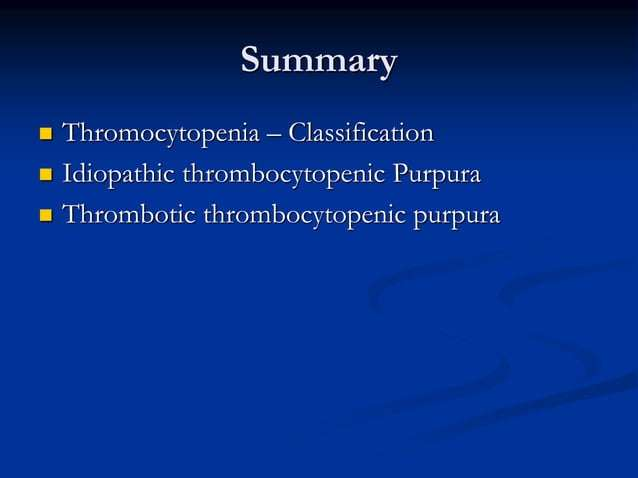 Summary
Thromocytopenia – Classification
Idiopathic thrombocytopenic Purpura
Thrombotic thrombocytopenic purpura